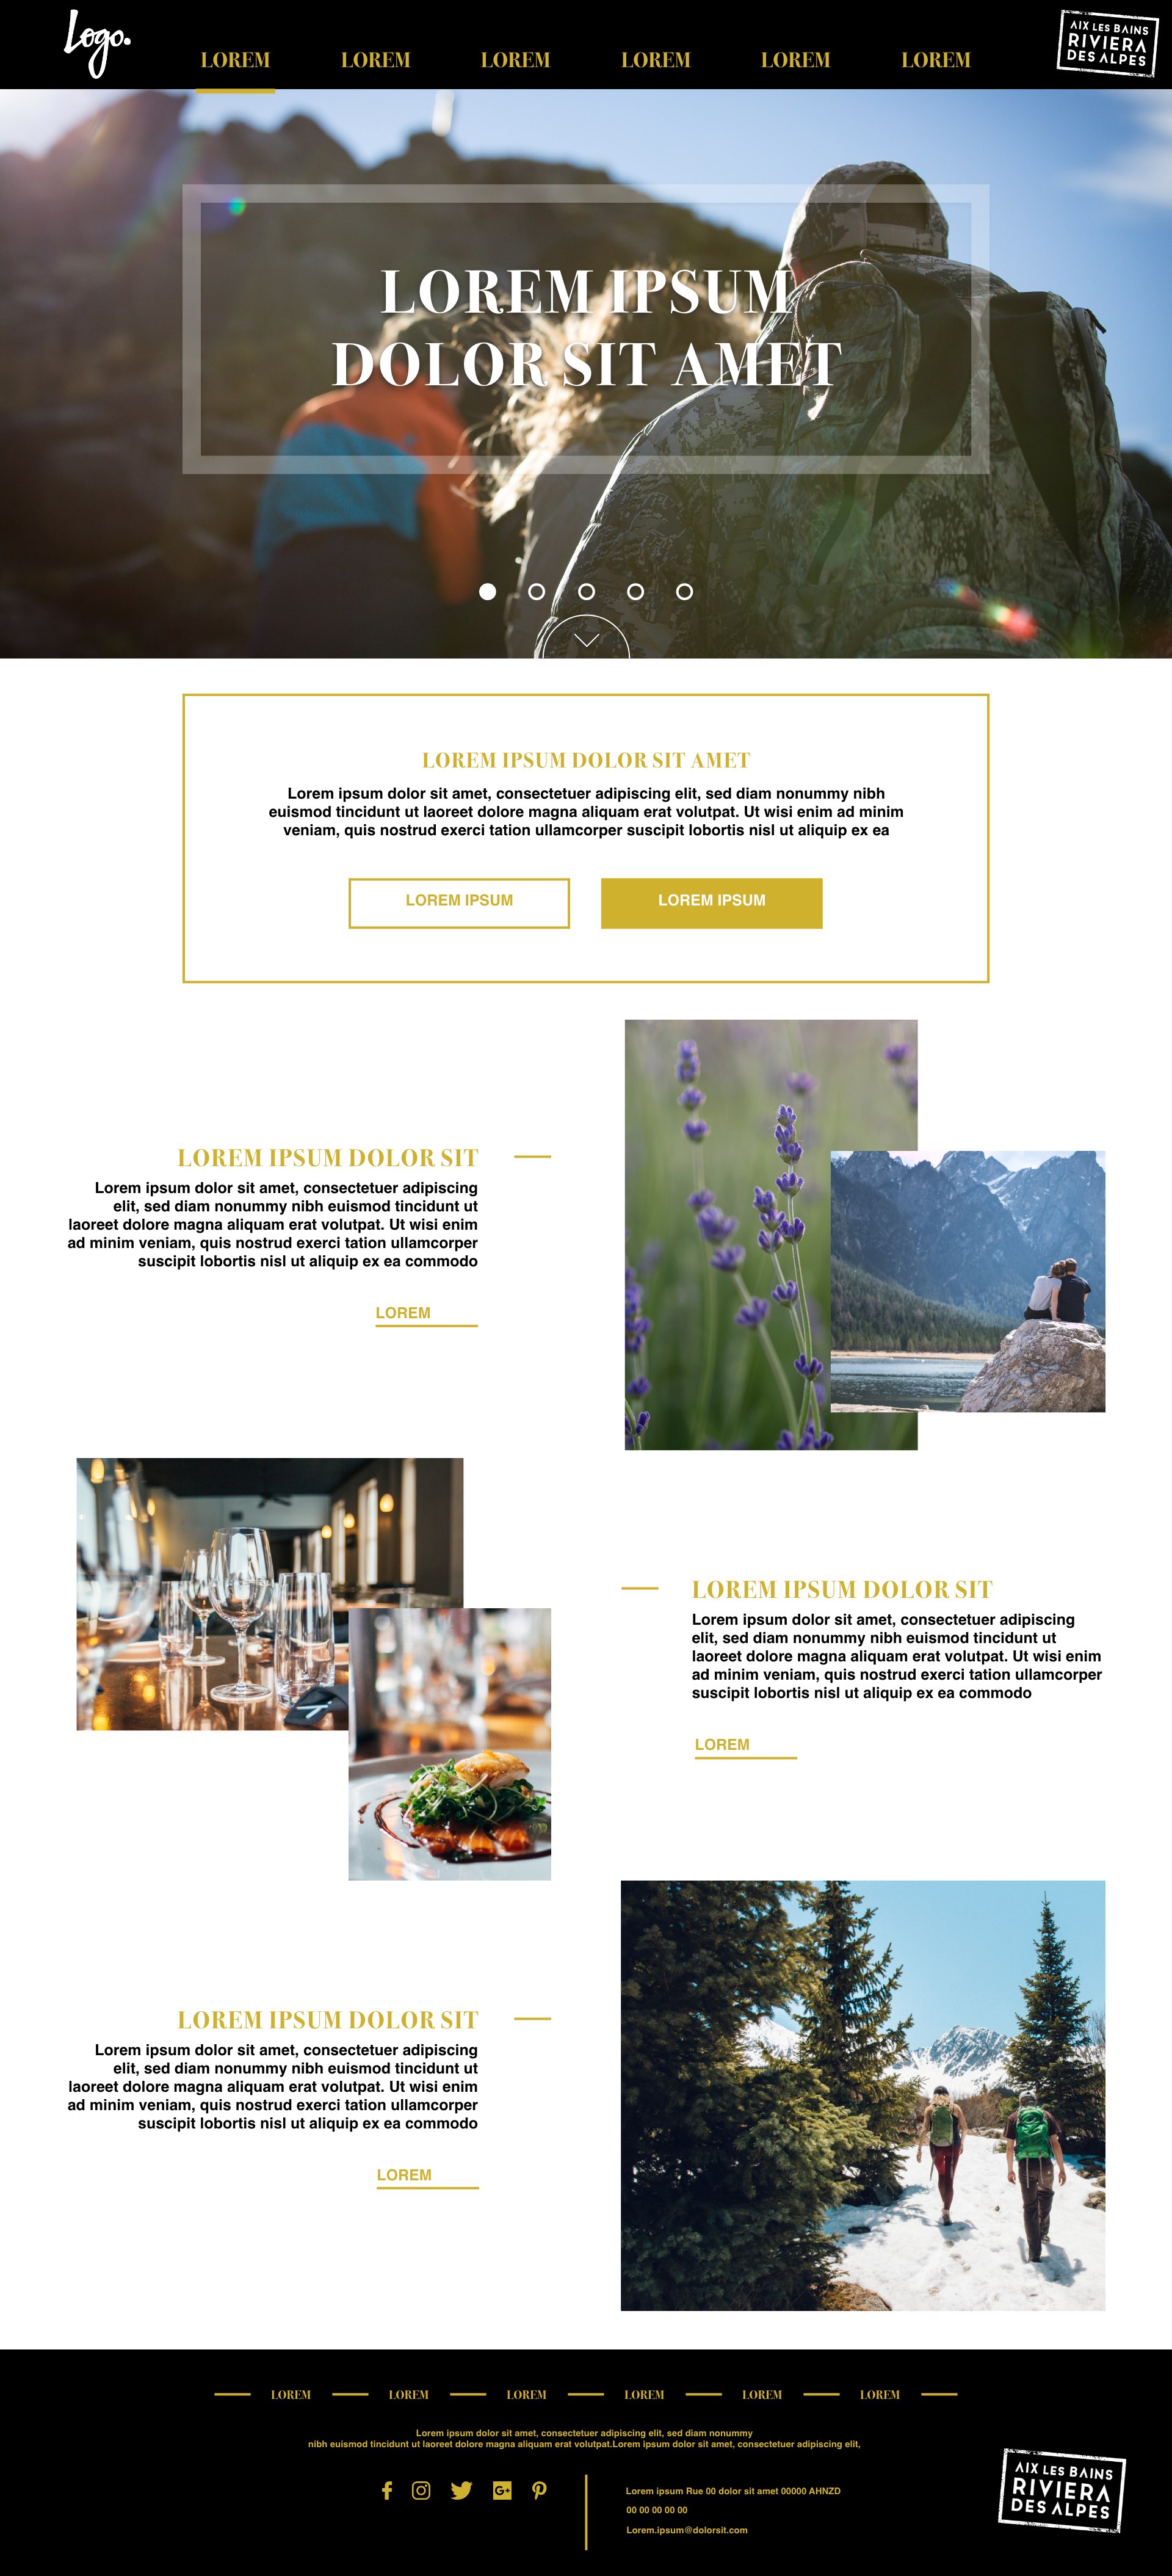 Logo.
LOREM LOREM LOREM LOREM LOREM LOREM
AIX LES BAINS
RIVIERA
DES ALPES
LOREM IPSUM
DOLOR SIT AMET
LOREM IPSUM DOLOR SIT AMET
Lorem ipsum dolor sit amet, consectetuer adipiscing elit, sed diam nonummy nibh
euismod tincidunt ut laoreet dolore magna aliquam erat volutpat. Ut wisi enim ad minim
veniam, quis nostrud exerci tation ullamcorper suscipit lobortis nisl ut aliquip ex ea
LOREM IPSUM LOREM IPSUM
LOREM IPSUM DOLOR SIT
Lorem ipsum dolor sit amet, consectetuer adipiscing
elit, sed diam nonummy nibh euismod tincidunt ut
laoreet dolore magna aliquam erat volutpat. Ut wisi enim
ad minim veniam, quis nostrud exerci tation ullamcorper
suscipit lobortis nisl ut aliquip ex ea commodo
LOREM
LOREM IPSUM DOLOR SIT
Lorem ipsum dolor sit amet, consectetuer adipiscing
elit, sed diam nonummy nibh euismod tincidunt ut
laoreet dolore magna aliquam erat volutpat. Ut wisi enim
ad minim veniam, quis nostrud exerci tation ullamcorper
suscipit lobortis nisl ut aliquip ex ea commodo
LOREM
LOREM IPSUM DOLOR SIT
Lorem ipsum dolor sit amet, consectetuer adipiscing
elit, sed diam nonummy nibh euismod tincidunt ut
laoreet dolore magna aliquam erat volutpat. Ut wisi enim
ad minim veniam, quis nostrud exerci tation ullamcorper
suscipit lobortis nisl ut aliquip ex ea commodo
LOREM
LOREM LOREM LOREM LOREM LOREM LOREM
Lorem ipsum dolor sit amet, consectetuer adipiscing elit, sed diam nonummy
nibh euismod tincidunt ut laoreet dolore magna aliquam erat volutpat.Lorem ipsum dolor sit amet, consectetuer adipiscing elit,
Lorem ipsum Rue 00 dolor sit amet 00000 AHNZD
00 00 00 00 00
Lorem.ipsum@dolorsit.com
AIX LES BAINS
RIVIERA
DES ALPES